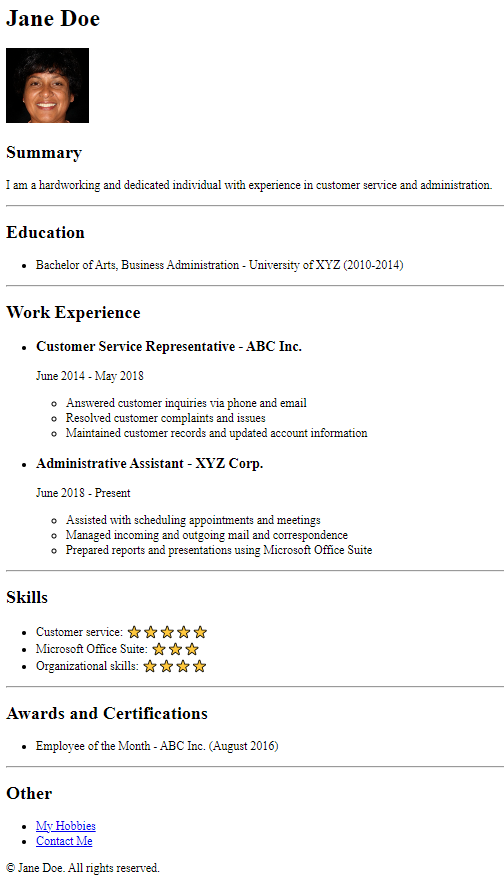 Jane Doe
Summary
I am a hardworking and dedicated individual with experience in customer service and administration.
Education
Bachelor of Arts, Business Administration - University of XYZ (2010-2014)
Work Experience
Customer Service Representative - ABC Inc.
June 2014 - May 2018
Answered customer inquiries via phone and email
Resolved customer complaints and issues
Maintained customer records and updated account information
Administrative Assistant - XYZ Corp.
June 2018 - Present
Assisted with scheduling appointments and meetings
Managed incoming and outgoing mail and correspondence
Prepared reports and presentations using Microsoft Office Suite
Skills
Customer service: ⭐⭐⭐⭐⭐
Microsoft Office Suite: ⭐⭐⭐
Organizational skills: ⭐⭐⭐⭐
Awards and Certifications
Employee of the Month - ABC Inc. (August 2016)
Other
My Hobbies
Contact Me
© Jane Doe. All rights reserved.